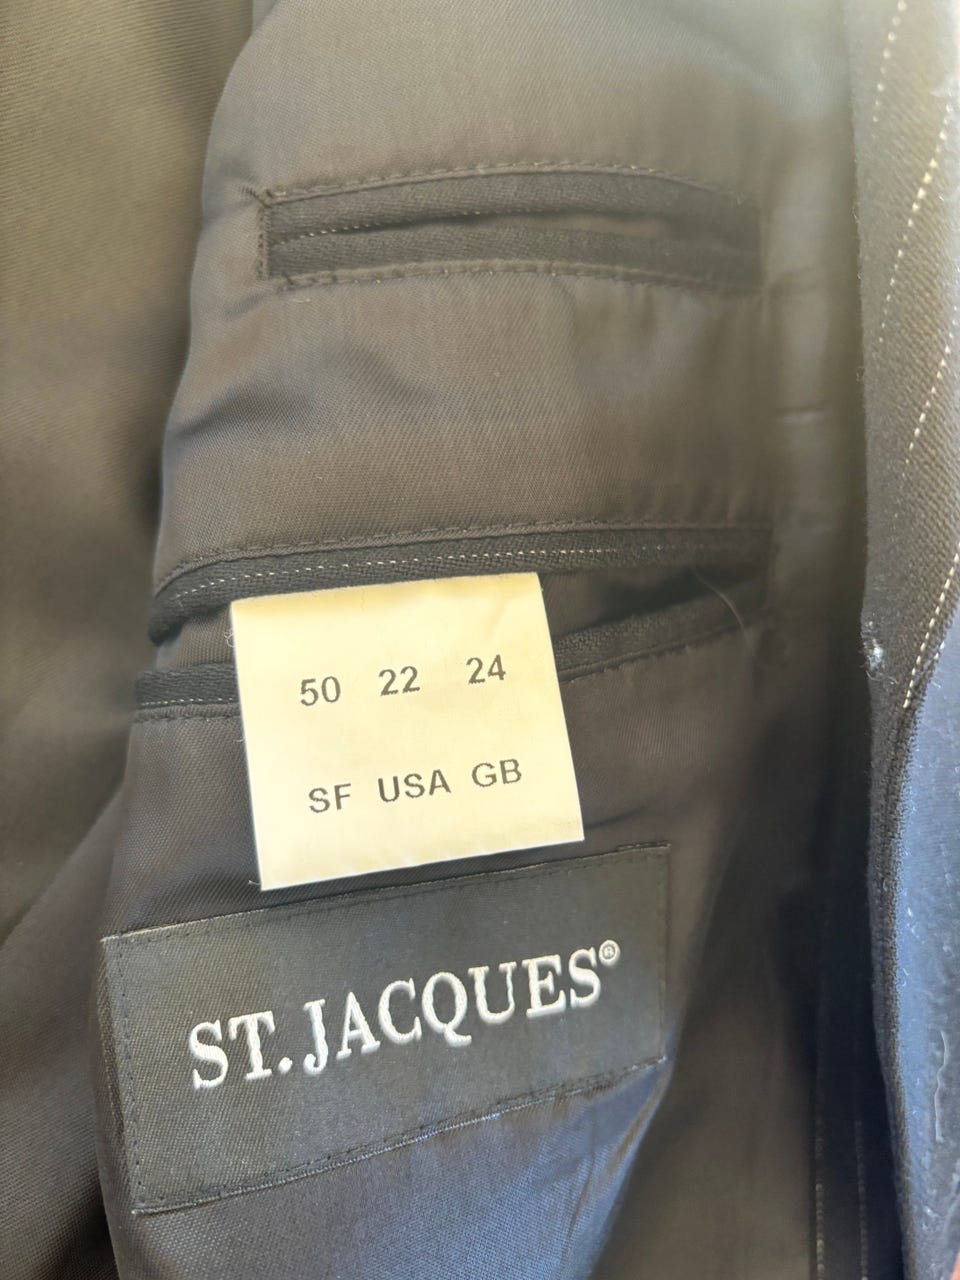 50 22 24
SF USA GB
ST. JACQUES®